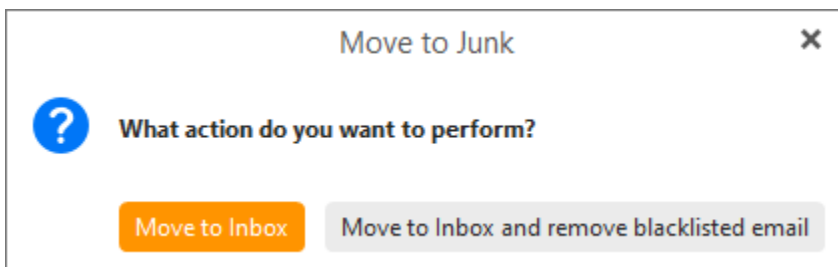 Move to Junk
What action do you want to perform?
Move to Inbox
Move to Inbox and remove blacklisted email